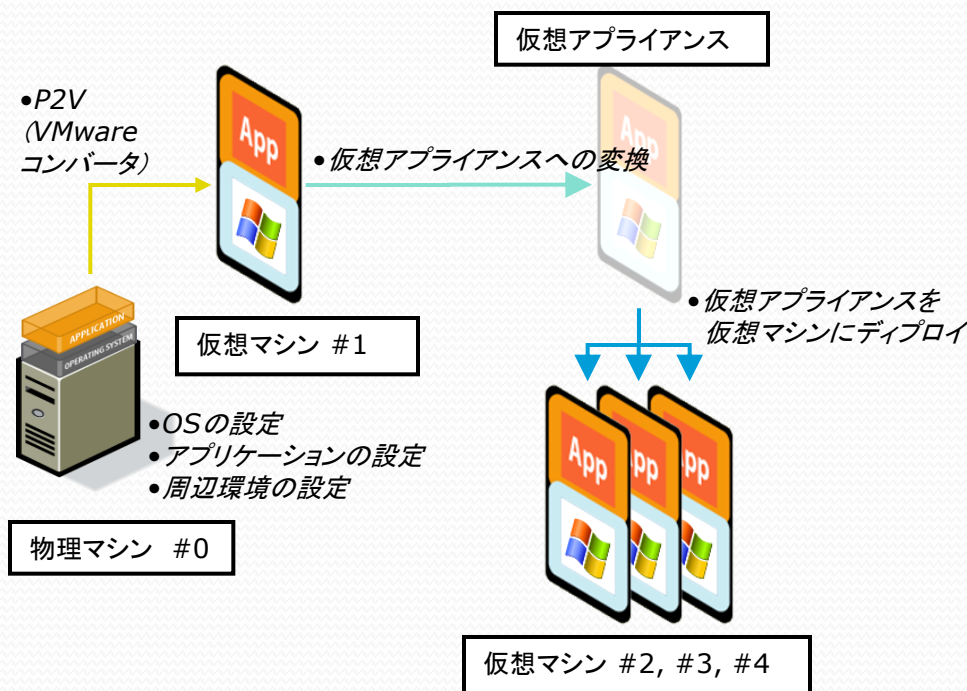 仮想アプライアンス
•P2V
（VMware
コンバータ）
App
•仮想アプライアンスへの変換
App
仮想マシン #1
•仮想アプライアンスを
仮想マシンにディプロイ
APPLICATION
OPERATING SYSTEM
•OSの設定
•アプリケーションの設定
•周辺環境の設定
物理マシン #0
App
App
App
仮想マシン #2, #3, #4